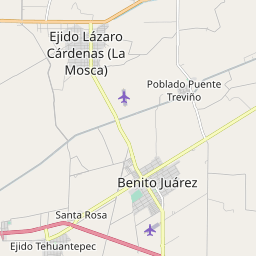 Ejido Lázaro
Cárdenas (La
Mosca)
Poblado Puente
Treviño
Benito Juárez
Santa Rosa
Ejido Tehuantepec